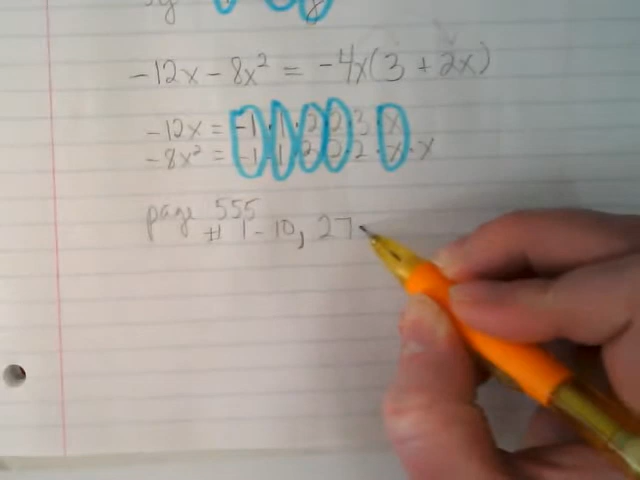 -12x - 8x² = -4x(3 + 2x)
-12x = -1 · 1 · 2 · 2 · 3 · x
-8x² = -1 · 1 · 2 · 2 · 2 · x · x
page 555
# 1-10, 27